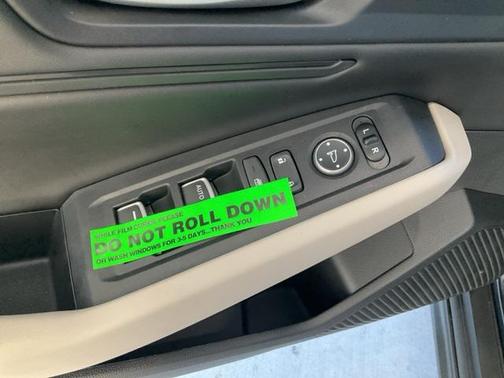 L
R
AUTO
WHILE FILM CURES, PLEASE
DO NOT ROLL DOWN
OR WASH WINDOWS FOR 3-5 DAYS...THANK YOU